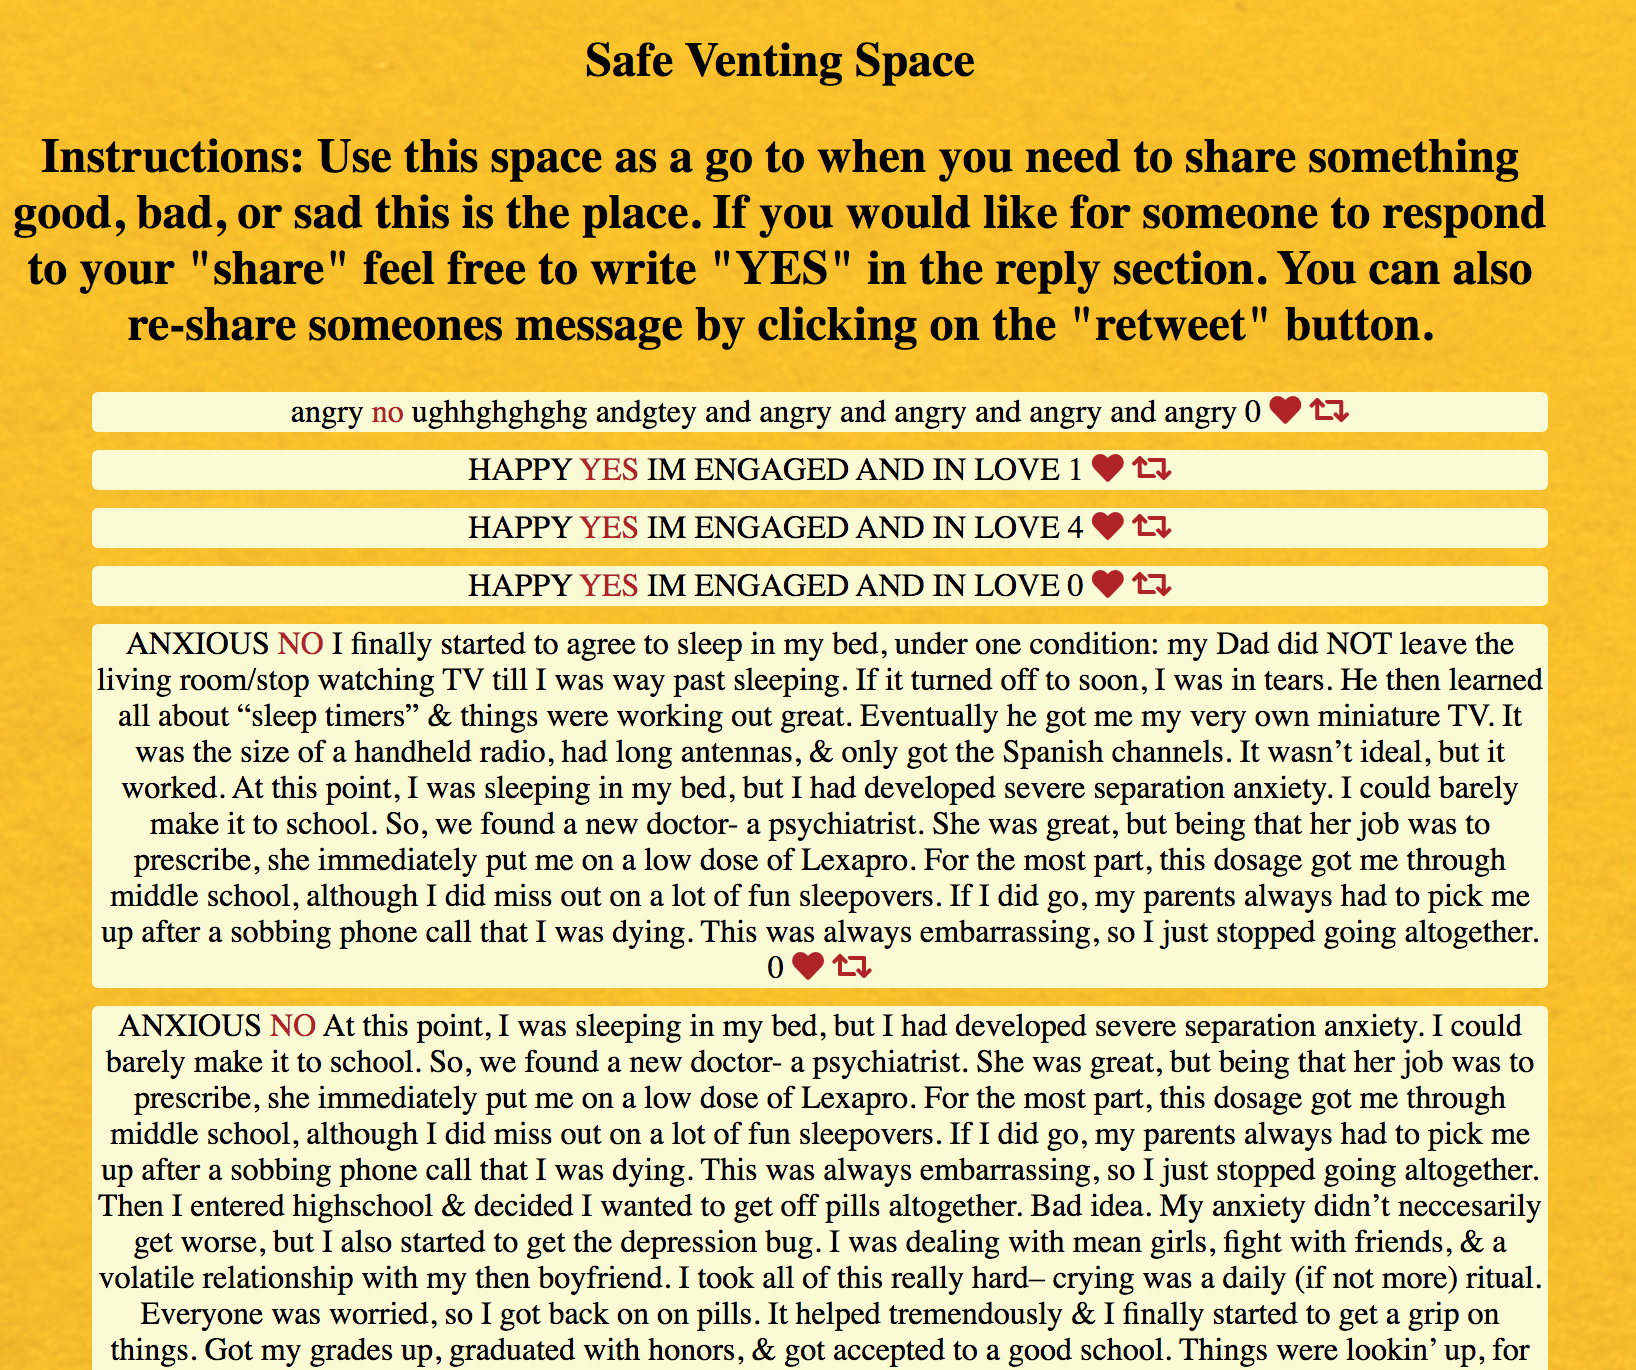 Safe Venting Space
Instructions: Use this space as a go to when you need to share something
good, bad, or sad this is the place. If you would like for someone to respond
to your "share" feel free to write "YES" in the reply section. You can also
re-share someones message by clicking on the "retweet" button.
angry no ughhghghghg andgtey and angry and angry and angry and angry 0
HAPPY YES IM ENGAGED AND IN LOVE 1
HAPPY YES IM ENGAGED AND IN LOVE 4
HAPPY YES IM ENGAGED AND IN LOVE 0
ANXIOUS NO I finally started to agree to sleep in my bed, under one condition: my Dad did NOT leave the
living room/stop watching TV till I was way past sleeping. If it turned off to soon, I was in tears. He then learned
all about “sleep timers” & things were working out great. Eventually he got me my very own miniature TV. It
was the size of a handheld radio, had long antennas, & only got the Spanish channels. It wasn’t ideal, but it
worked. At this point, I was sleeping in my bed, but I had developed severe separation anxiety. I could barely
make it to school. So, we found a new doctor- a psychiatrist. She was great, but being that her job was to
prescribe, she immediately put me on a low dose of Lexapro. For the most part, this dosage got me through
middle school, although I did miss out on a lot of fun sleepovers. If I did go, my parents always had to pick me
up after a sobbing phone call that I was dying. This was always embarrassing, so I just stopped going altogether.
0
ANXIOUS NO At this point, I was sleeping in my bed, but I had developed severe separation anxiety. I could
barely make it to school. So, we found a new doctor- a psychiatrist. She was great, but being that her job was to
prescribe, she immediately put me on a low dose of Lexapro. For the most part, this dosage got me through
middle school, although I did miss out on a lot of fun sleepovers. If I did go, my parents always had to pick me
up after a sobbing phone call that I was dying. This was always embarrassing, so I just stopped going altogether.
Then I entered highschool & decided I wanted to get off pills altogether. Bad idea. My anxiety didn’t neccesarily
get worse, but I also started to get the depression bug. I was dealing with mean girls, fight with friends, & a
volatile relationship with my then boyfriend. I took all of this really hard– crying was a daily (if not more) ritual.
Everyone was worried, so I got back on on pills. It helped tremendously & I finally started to get a grip on
things. Got my grades up, graduated with honors, & got accepted to a good school. Things were lookin’ up, for